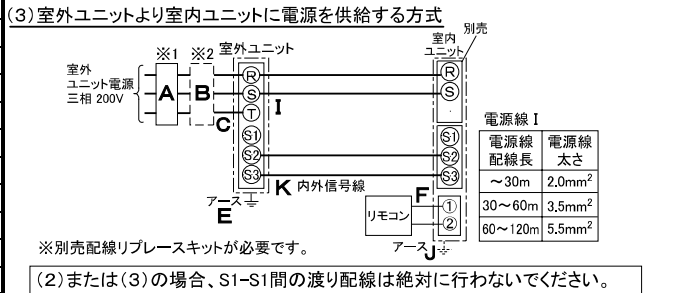 (3)室外ユニットより室内ユニットに電源を供給する方式
別売
※1 ※2 室外ユニット
室内
ユニット
室外
ユニット電源
三相 200V
A
B
C
Ⓡ
Ⓢ
Ⓣ
S1
S2
S3
I
Ⓡ
Ⓢ
S1
S2
S3
K 内外信号線
アース
E
リモコン
F
①
②
アース
J
電源線 I
電源線 電源線
配線長 太さ
～30m 2.0mm²
30～60m 3.5mm²
60～120m 5.5mm²
※別売配線リプレースキットが必要です。
(2)または(3)の場合、S1-S1間の渡り配線は絶対に行わないでください。